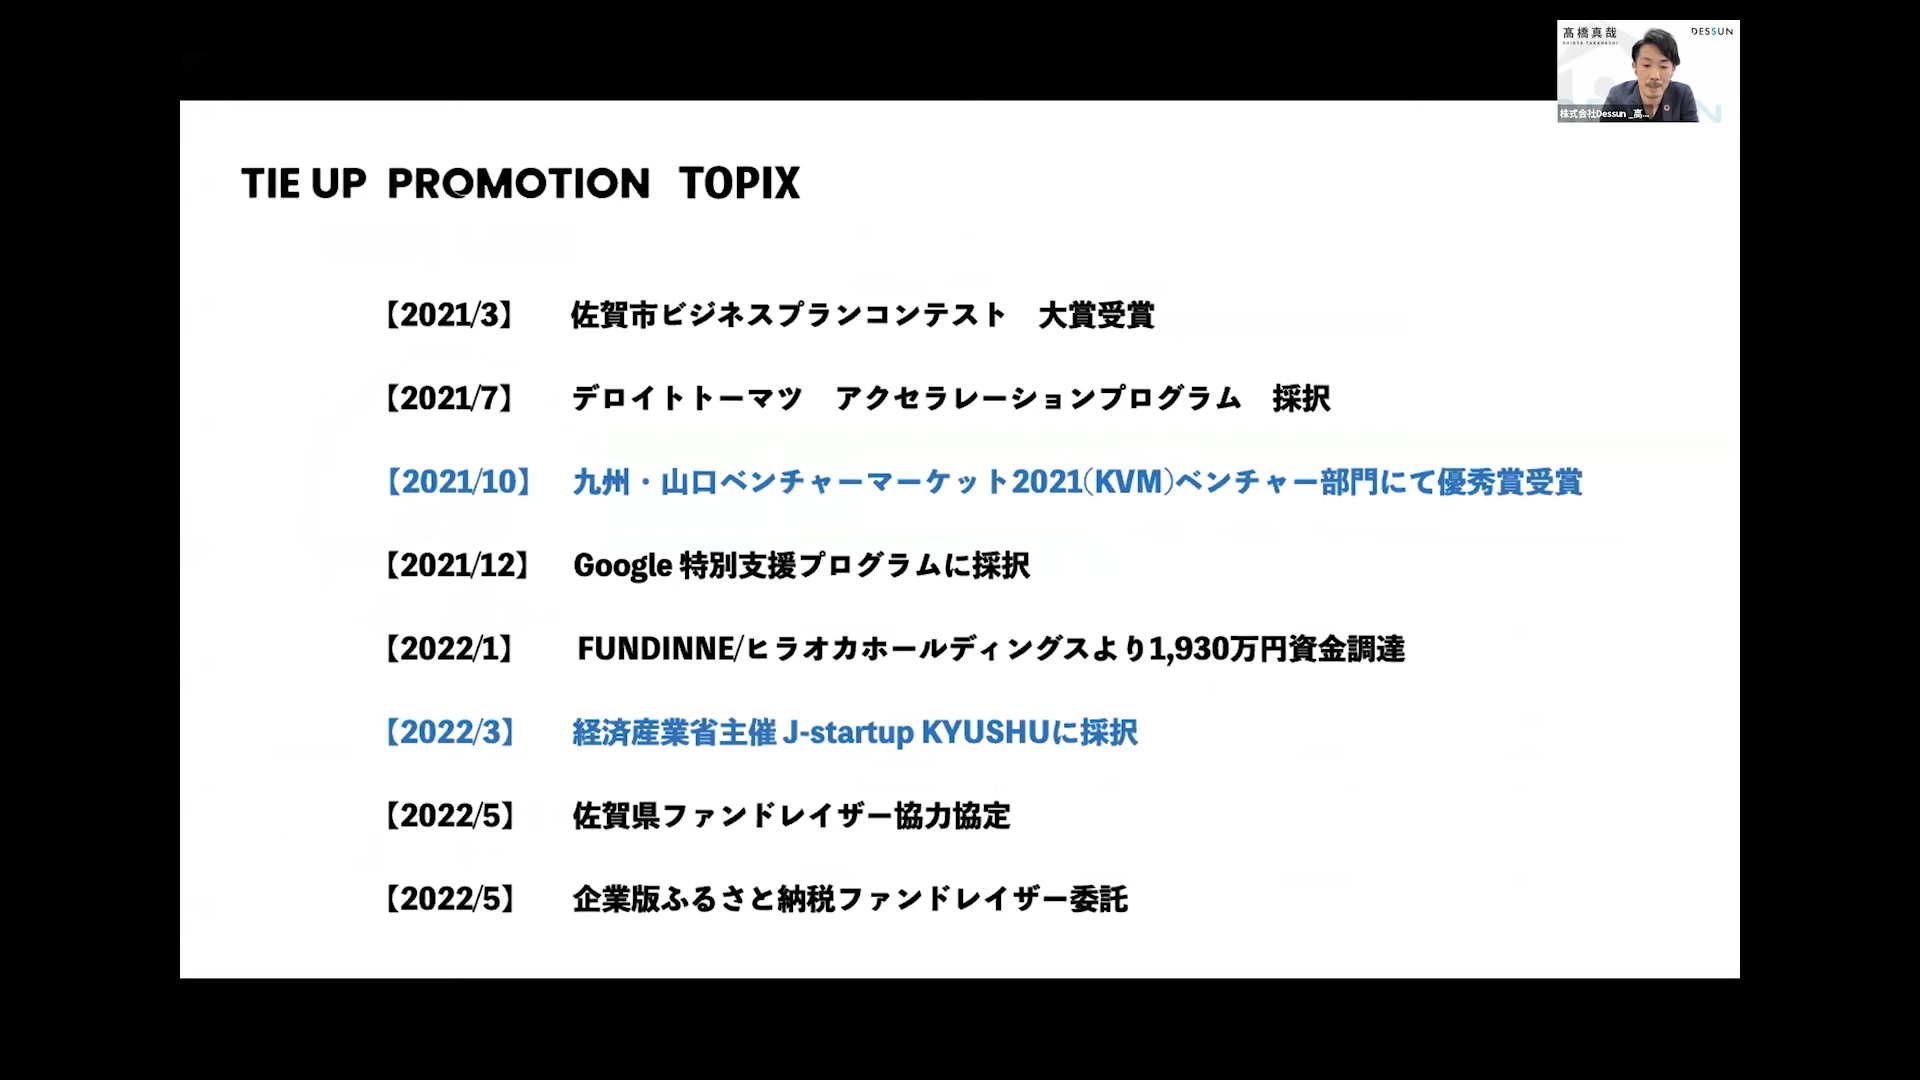 髙橋真哉
SHINYA TAKAHASHI
DESSUN
株式会社Dessun _高...
TIE UP PROMOTION TOPIX
【2021/3】 佐賀市ビジネスプランコンテスト 大賞受賞
【2021/7】 デロイトトーマツ アクセラレーションプログラム 採択
【2021/10】 九州・山口ベンチャーマーケット2021(KVM)ベンチャー部門にて優秀賞受賞
【2021/12】 Google 特別支援プログラムに採択
【2022/1】 FUNDINNE/ヒラオカホールディングスより1,930万円資金調達
【2022/3】 経済産業省主催 J-startup KYUSHUに採択
【2022/5】 佐賀県ファンドレイザー協力協定
【2022/5】 企業版ふるさと納税ファンドレイザー委託